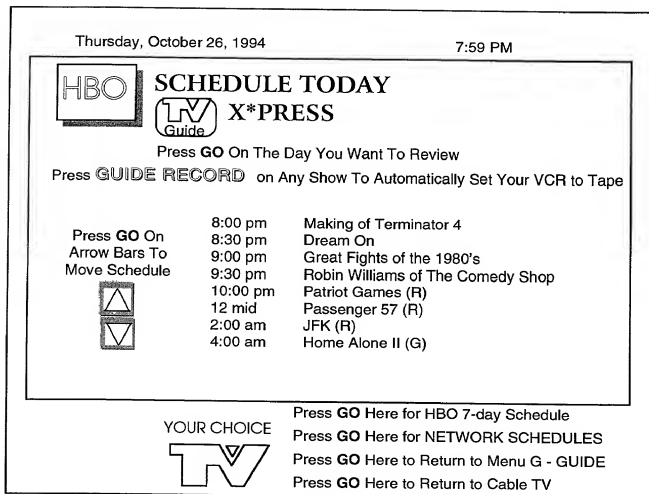 Thursday, October 26, 1994 7:59 PM
HBO SCHEDULE TODAY
TV Guide X*PRESS
Press GO On The Day You Want To Review
Press GUIDE RECORD on Any Show To Automatically Set Your VCR to Tape
Press GO On
Arrow Bars To
Move Schedule
8:00 pm Making of Terminator 4
8:30 pm Dream On
9:00 pm Great Fights of the 1980's
9:30 pm Robin Williams of The Comedy Shop
10:00 pm Patriot Games (R)
12 mid Passenger 57 (R)
2:00 am JFK (R)
4:00 am Home Alone II (G)
YOUR CHOICE
TV
Press GO Here for HBO 7-day Schedule
Press GO Here for NETWORK SCHEDULES
Press GO Here to Return to Menu G - GUIDE
Press GO Here to Return to Cable TV